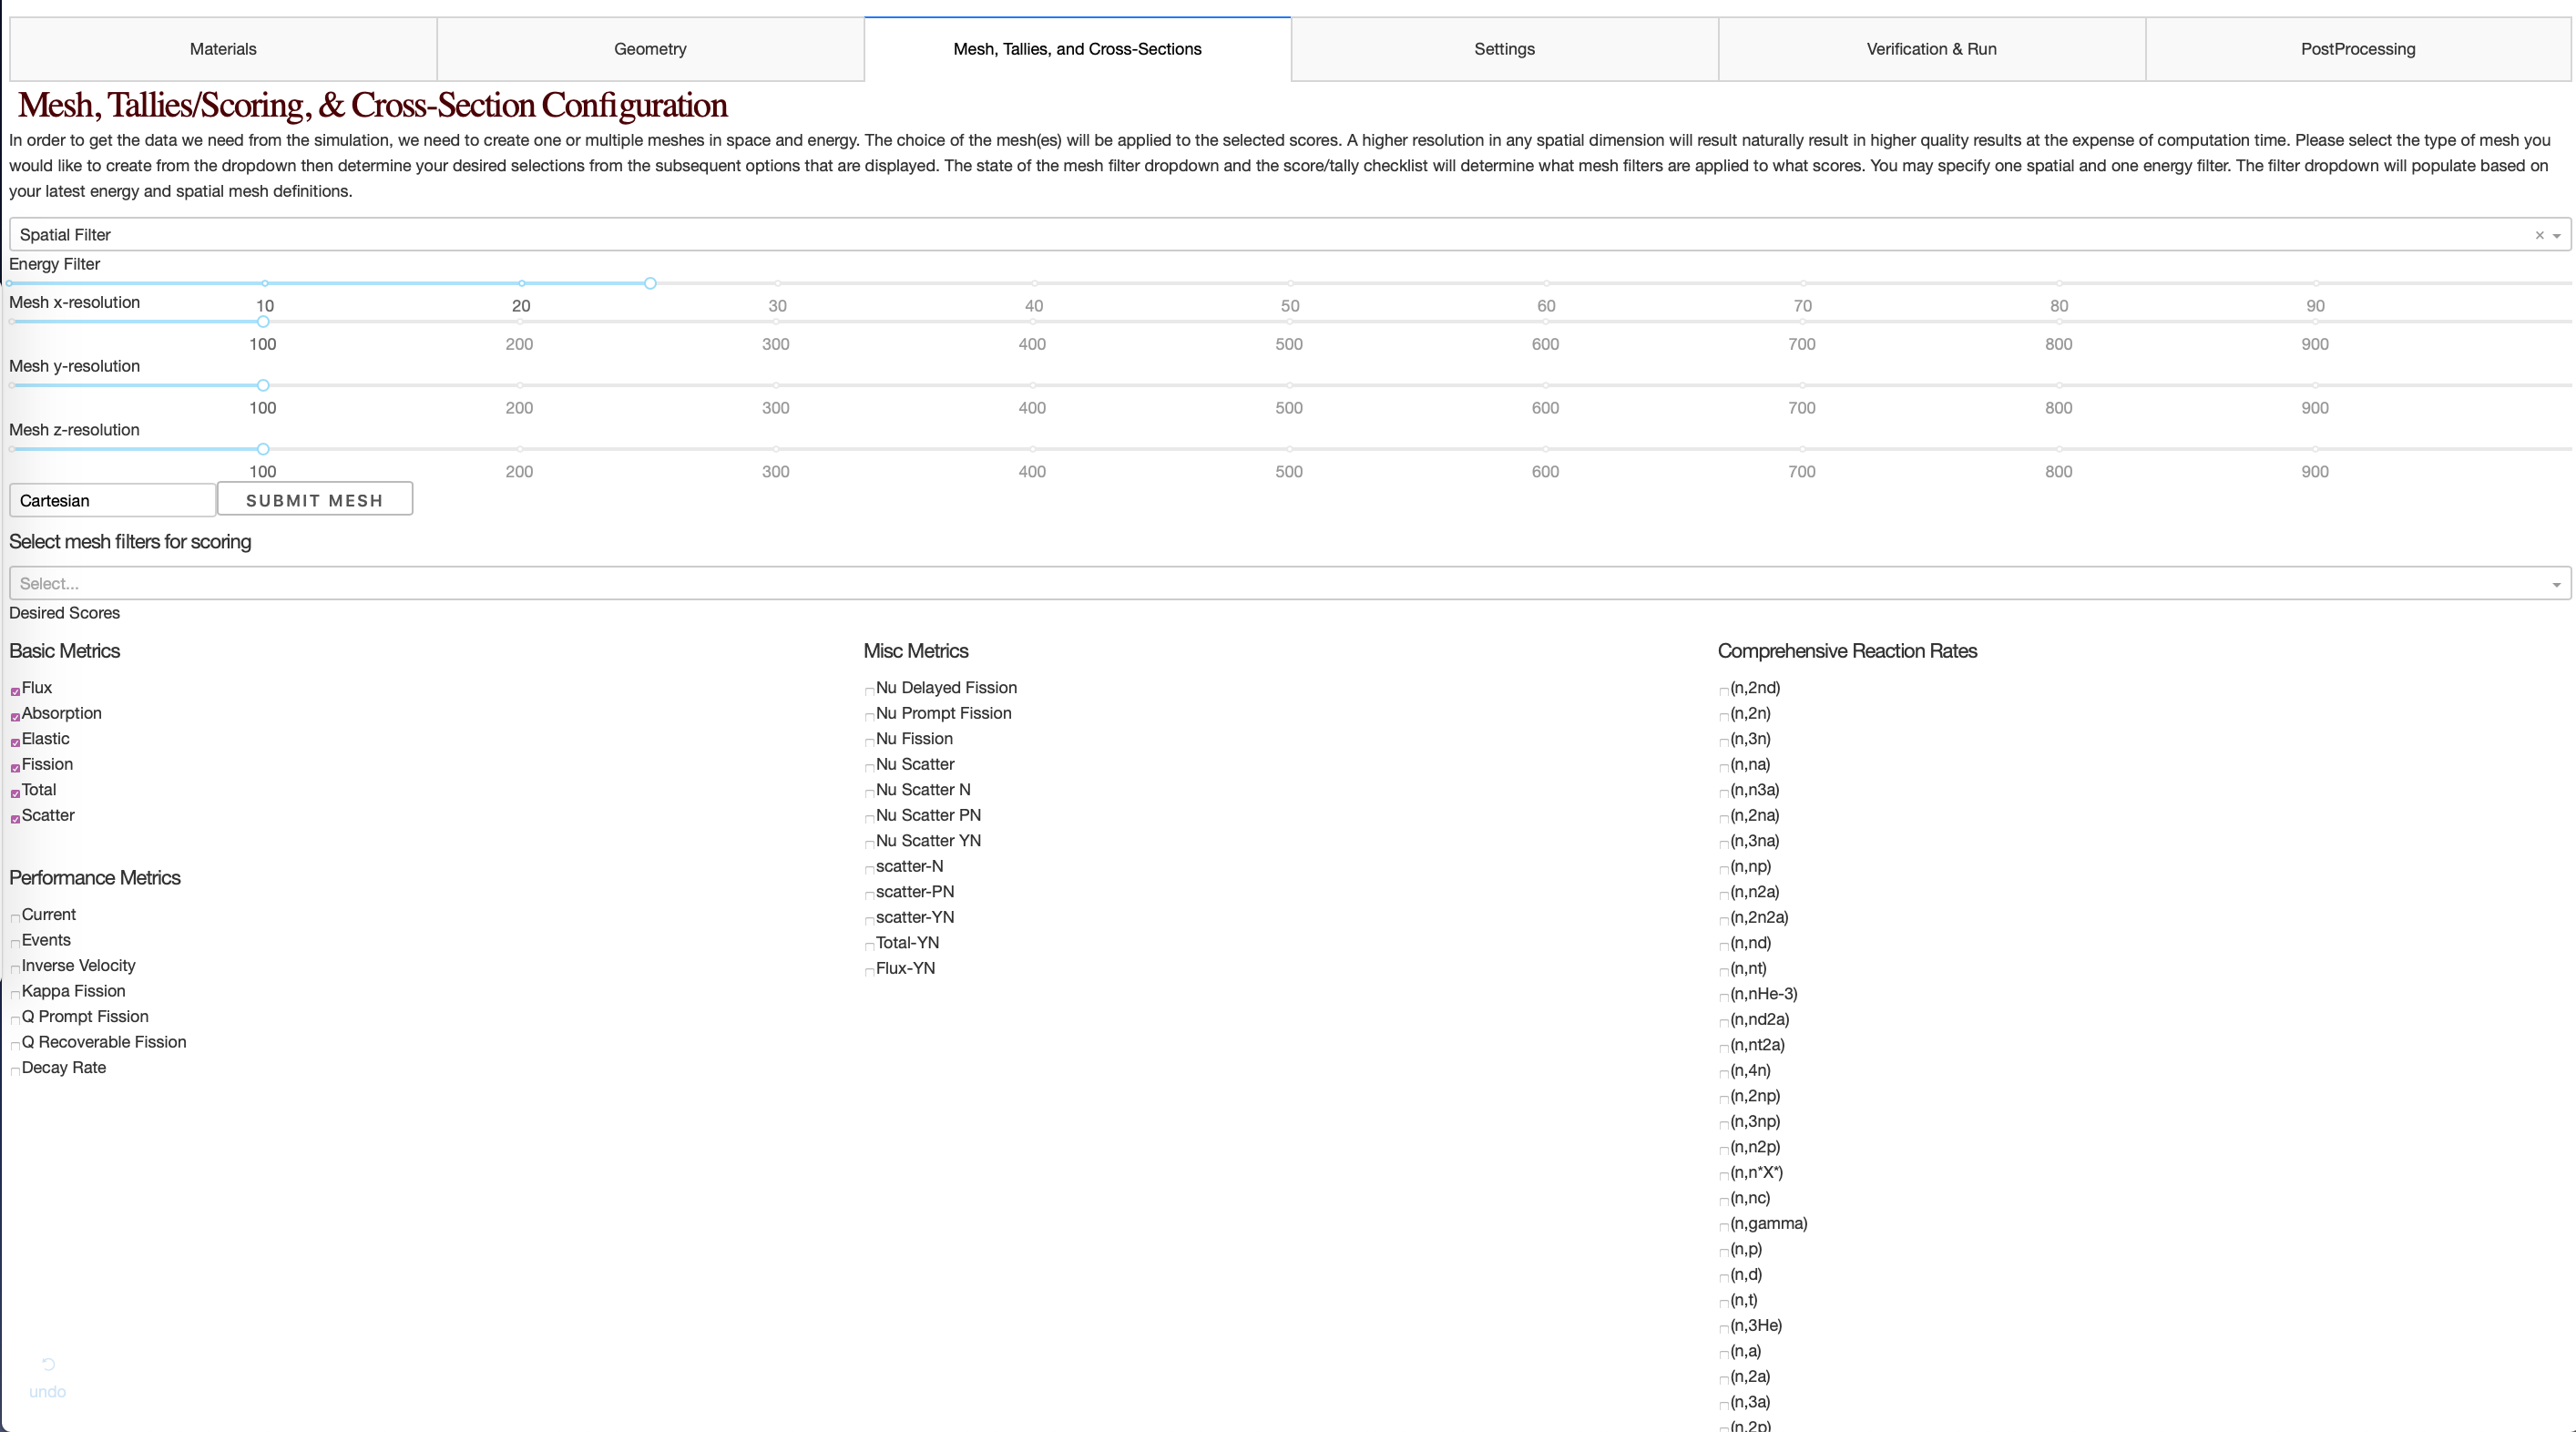 Materials
Geometry
Mesh, Tallies, and Cross-Sections
Settings
Verification & Run
PostProcessing
Mesh, Tallies/Scoring, & Cross-Section Configuration
In order to get the data we need from the simulation, we need to create one or multiple meshes in space and energy. The choice of the mesh(es) will be applied to the selected scores. A higher resolution in any spatial dimension will result naturally result in higher quality results at the expense of computation time. Please select the type of mesh you
would like to create from the dropdown then determine your desired selections from the subsequent options that are displayed. The state of the mesh filter dropdown and the score/tally checklist will determine what mesh filters are applied to what scores. You may specify one spatial and one energy filter. The filter dropdown will populate based on
your latest energy and spatial mesh definitions.
Spatial Filter
Energy Filter
10 20 30 40 50 60 70 80 90
Mesh x-resolution
100 200 300 400 500 600 700 800 900
Mesh y-resolution
100 200 300 400 500 600 700 800 900
Mesh z-resolution
100 200 300 400 500 600 700 800 900
Cartesian
SUBMIT MESH
Select mesh filters for scoring
Select...
Desired Scores
Basic Metrics
Flux
Absorption
Elastic
Fission
Total
Scatter
Performance Metrics
Current
Events
Inverse Velocity
Kappa Fission
Q Prompt Fission
Q Recoverable Fission
Decay Rate
Misc Metrics
Nu Delayed Fission
Nu Prompt Fission
Nu Fission
Nu Scatter
Nu Scatter N
Nu Scatter PN
Nu Scatter YN
scatter-N
scatter-PN
scatter-YN
Total-YN
Flux-YN
Comprehensive Reaction Rates
(n,2nd)
(n,2n)
(n,3n)
(n,na)
(n,n3a)
(n,2na)
(n,3na)
(n,np)
(n,n2a)
(n,2n2a)
(n,nd)
(n,nt)
(n,nHe-3)
(n,nd2a)
(n,nt2a)
(n,4n)
(n,2np)
(n,3np)
(n,n2p)
(n,n*X*)
(n,nc)
(n,gamma)
(n,p)
(n,d)
(n,t)
(n,3He)
(n,a)
(n,2a)
(n,3a)
(n,2p)
undo